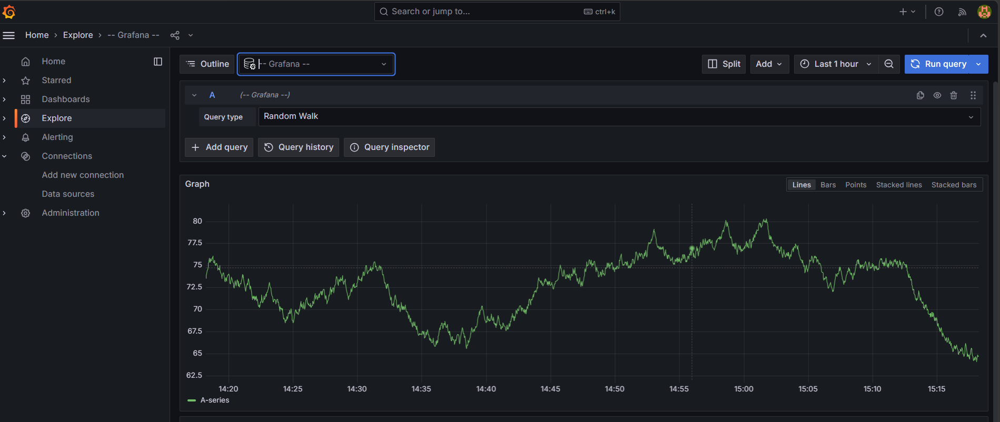 Search or jump to... ctrl+k
Home › Explore › -- Grafana --
Home
Starred
Dashboards
Explore
Alerting
Connections
Add new connection
Data sources
Administration
Outline -- Grafana -- Split Add Last 1 hour Run query
A (-- Grafana --)
Query type Random Walk
Add query Query history Query inspector
Graph Lines Bars Points Stacked lines Stacked bars
80
77.5
75
72.5
70
67.5
65
62.5
14:20 14:25 14:30 14:35 14:40 14:45 14:50 14:55 15:00 15:05 15:10 15:15
A-series